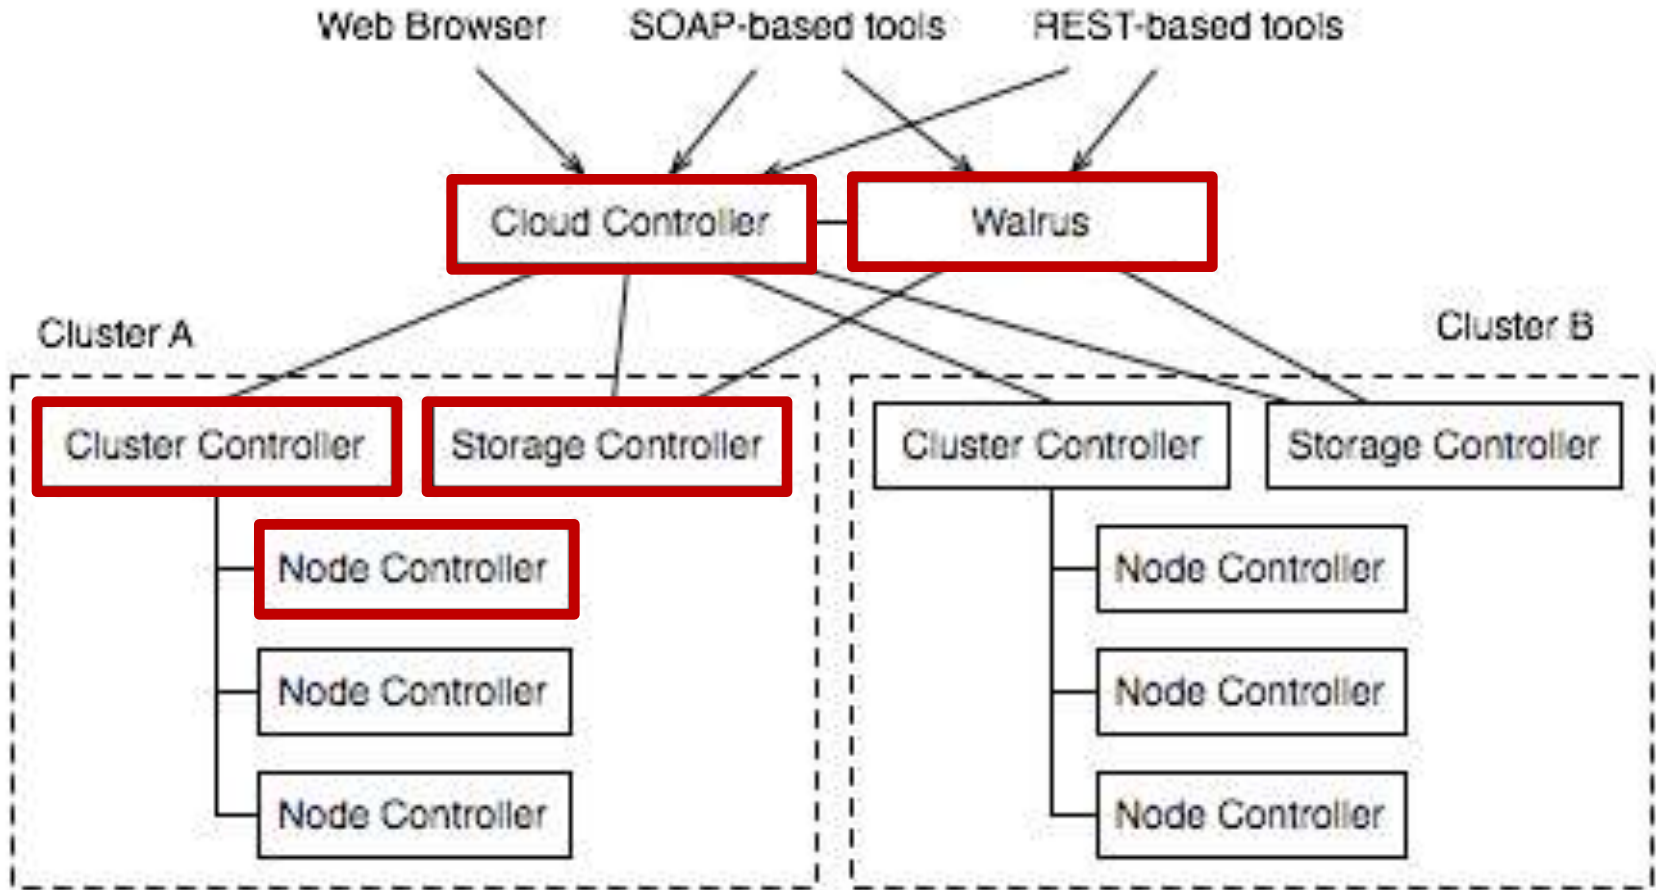 Web Browser
SOAP-based tools
REST-based tools
Cloud Controller
Walrus
Cluster A
Cluster B
Cluster Controller
Storage Controller
Cluster Controller
Storage Controller
Node Controller
Node Controller
Node Controller
Node Controller
Node Controller
Node Controller